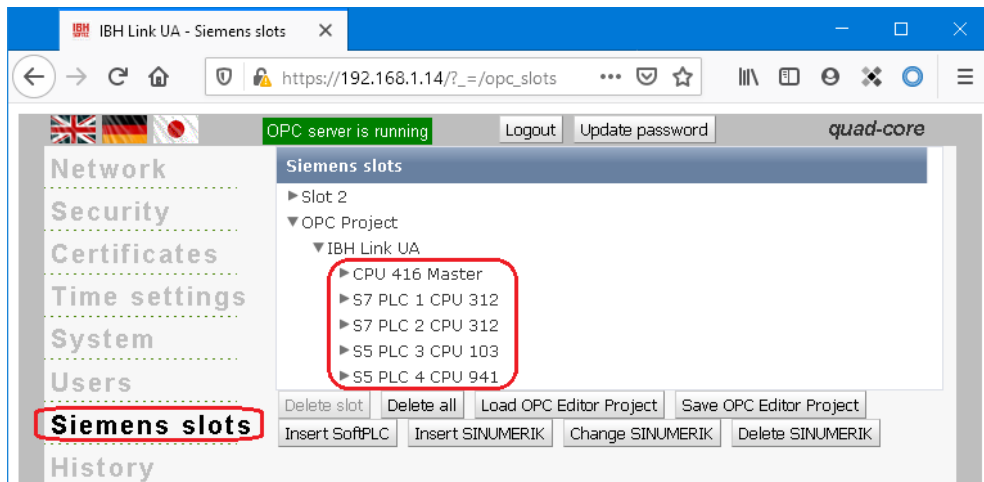 IBH Link UA - Siemens slots
https://192.168.1.14/?_=/opc_slots
OPC server is running Logout Update password quad-core
Network
Security
Certificates
Time settings
System
Users
Siemens slots
History
Siemens slots
Slot 2
OPC Project
IBH Link UA
CPU 416 Master
S7 PLC 1 CPU 312
S7 PLC 2 CPU 312
S5 PLC 3 CPU 103
S5 PLC 4 CPU 941
Delete slot Delete all Load OPC Editor Project Save OPC Editor Project
Insert SoftPLC Insert SINUMERIK Change SINUMERIK Delete SINUMERIK